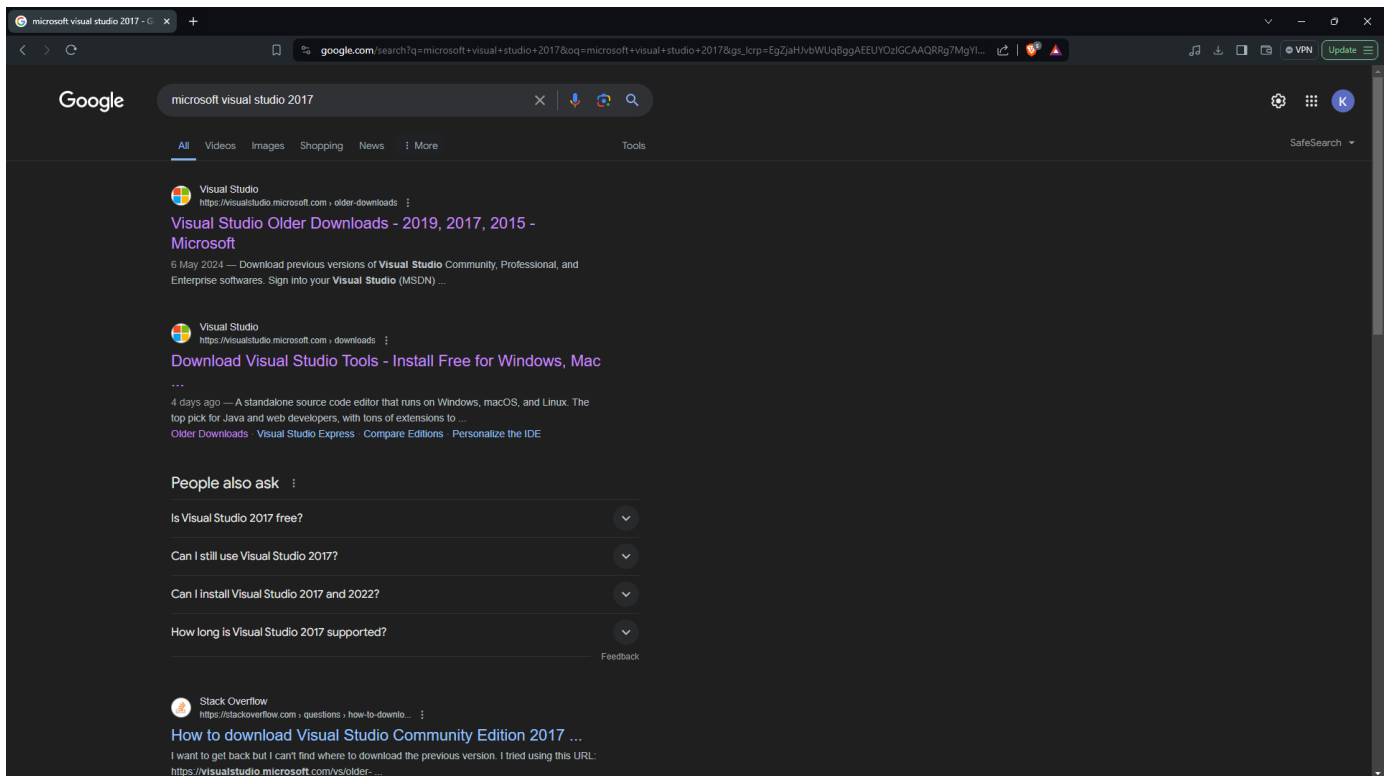 microsoft visual studio 2017 - G
google.com/search?q=microsoft+visual+studio+2017&oq=microsoft+visual+studio+2017&gs_lcrp=EgZjaHJvbWUqBggAEEUYOzIGCAAQRRg7MgYI...
VPN
Update
Google
microsoft visual studio 2017
K
All Videos Images Shopping News More Tools
SafeSearch
Visual Studio
https://visualstudio.microsoft.com › older-downloads
Visual Studio Older Downloads - 2019, 2017, 2015 -
Microsoft
6 May 2024 — Download previous versions of Visual Studio Community, Professional, and
Enterprise softwares. Sign into your Visual Studio (MSDN) ...
Visual Studio
https://visualstudio.microsoft.com › downloads
Download Visual Studio Tools - Install Free for Windows, Mac
...
4 days ago — A standalone source code editor that runs on Windows, macOS, and Linux. The
top pick for Java and web developers, with tons of extensions to ...
Older Downloads · Visual Studio Express · Compare Editions · Personalize the IDE
People also ask
Is Visual Studio 2017 free?
Can I still use Visual Studio 2017?
Can I install Visual Studio 2017 and 2022?
How long is Visual Studio 2017 supported?
Feedback
Stack Overflow
https://stackoverflow.com › questions › how-to-downlo...
How to download Visual Studio Community Edition 2017 ...
I want to get back but I can't find where to download the previous version. I tried using this URL:
https://visualstudio.microsoft.com/vs/older- ...